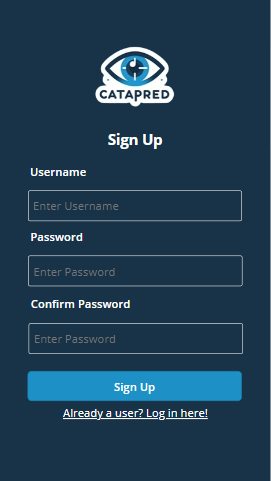 CATAPRED
Sign Up
Username
Enter Username
Password
Enter Password
Confirm Password
Enter Password
Sign Up
Already a user? Log in here!